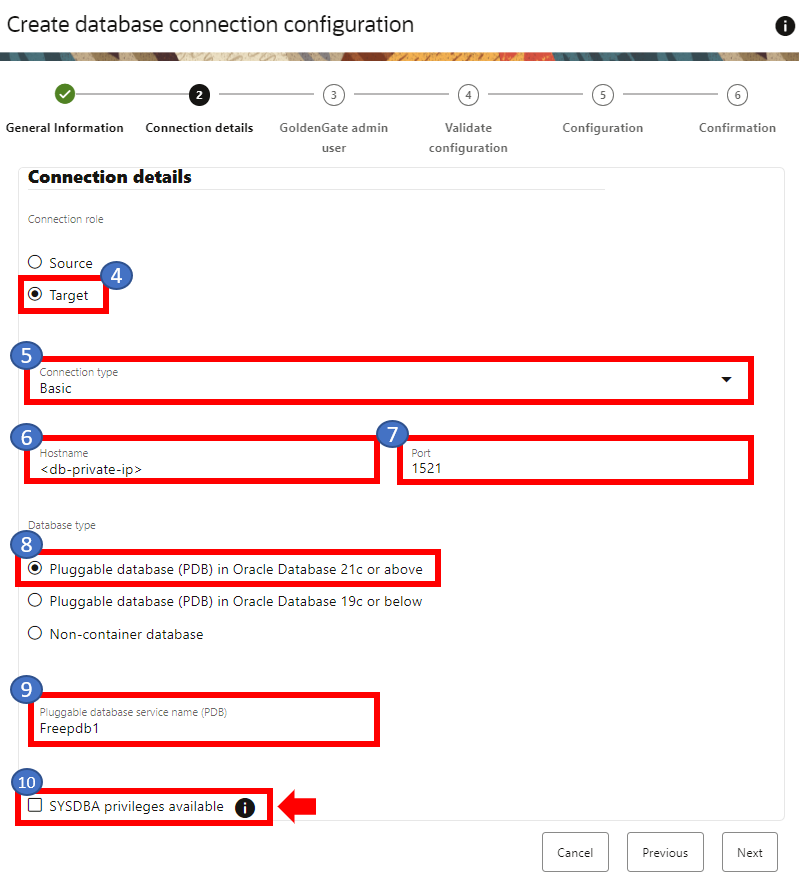 Create database connection configuration
i
2
3
4
5
6
General Information
Connection details
GoldenGate admin
user
Validate
configuration
Configuration
Confirmation
Connection details
Connection role
Source
4
Target
5
Connection type
Basic
6
Hostname
<db-private-ip>
7
Port
1521
Database type
8
Pluggable database (PDB) in Oracle Database 21c or above
Pluggable database (PDB) in Oracle Database 19c or below
Non-container database
9
Pluggable database service name (PDB)
Freepdb1
10
SYSDBA privileges available
i
Cancel
Previous
Next